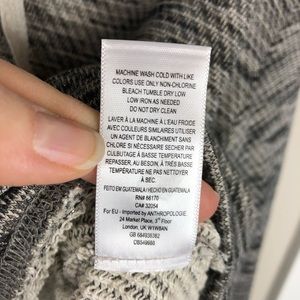 MACHINE WASH COLD WITH LIKE
COLORS USE ONLY NON-CHLORINE
BLEACH TUMBLE DRY LOW
LOW IRON AS NEEDED
DO NOT DRY CLEAN
LAVER À LA MACHINE À L'EAU FROIDE
AVEC COULEURS SIMILAIRES UTILISER
UN AGENT DE BLANCHIMENT SANS
CHLORE SI NÉCESSAIRE SECHER PAR
CULBUTAGE À BASSE TEMPERATURE
REPASSER, AU BESOIN, À BASSE
TEMPÉRATURE NE PAS NETTOYER
À SEC.
FEITO EM GUATEMALA / HECHO EN GUATEMALA
RN# 66170
CA# 32054
For EU - Imported by ANTHROPOLOGIE
24 Market Place, 3rd Floor
London, UK W1W8AN
GB 684936382
CB549688